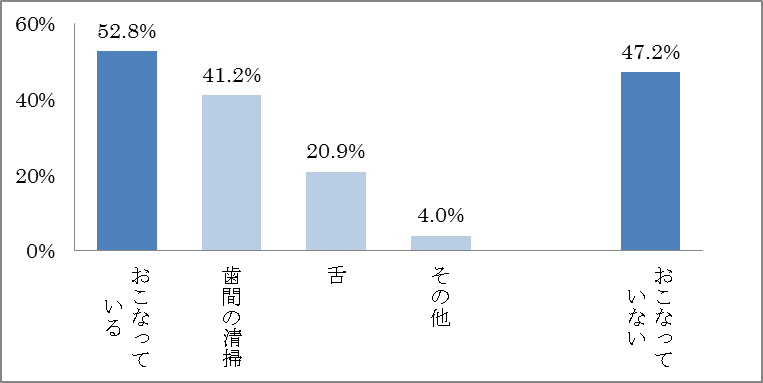 60%
40%
20%
0%
52.8%
41.2%
20.9%
4.0%
47.2%
おこなって
いる
歯間の清掃
舌
その他
おこなって
いない